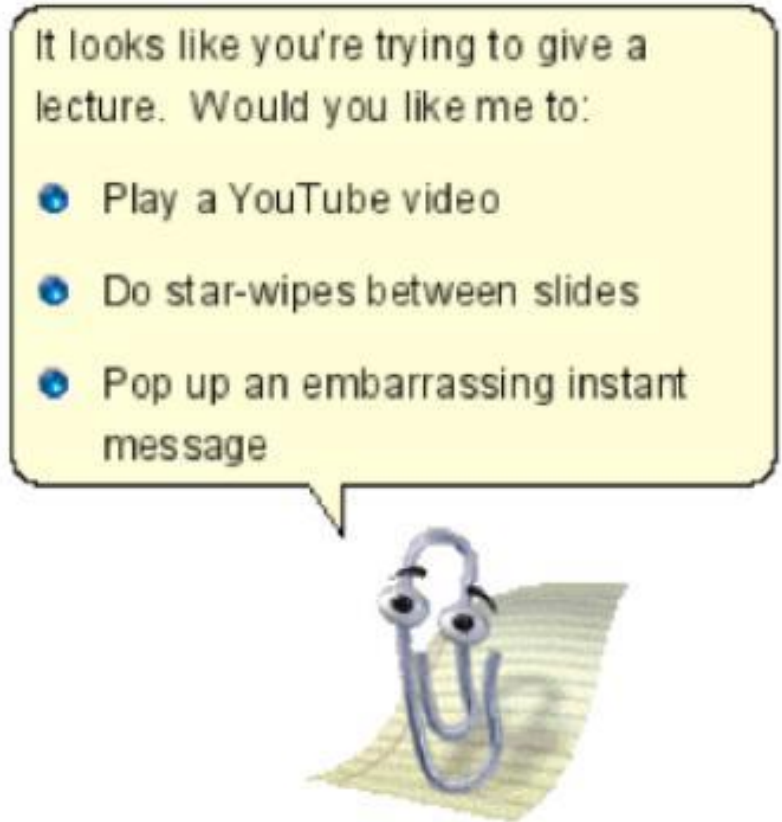 It looks like you're trying to give a
lecture. Would you like me to:
Play a YouTube video
Do star-wipes between slides
Pop up an embarrassing instant
message